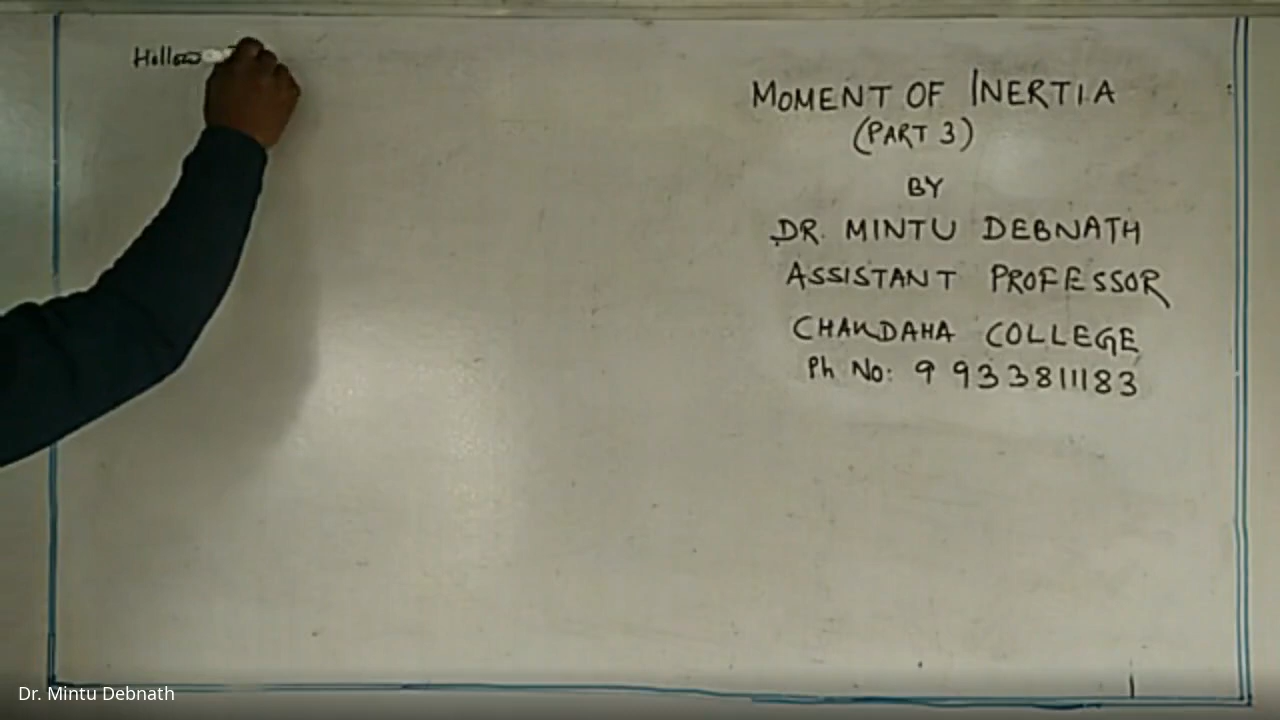 Hollow
MOMENT OF INERTIA
(PART 3)
BY
DR. MINTU DEBNATH
ASSISTANT PROFESSOR
CHAKDAHA COLLEGE
Ph No: 9933811183
Dr. Mintu Debnath